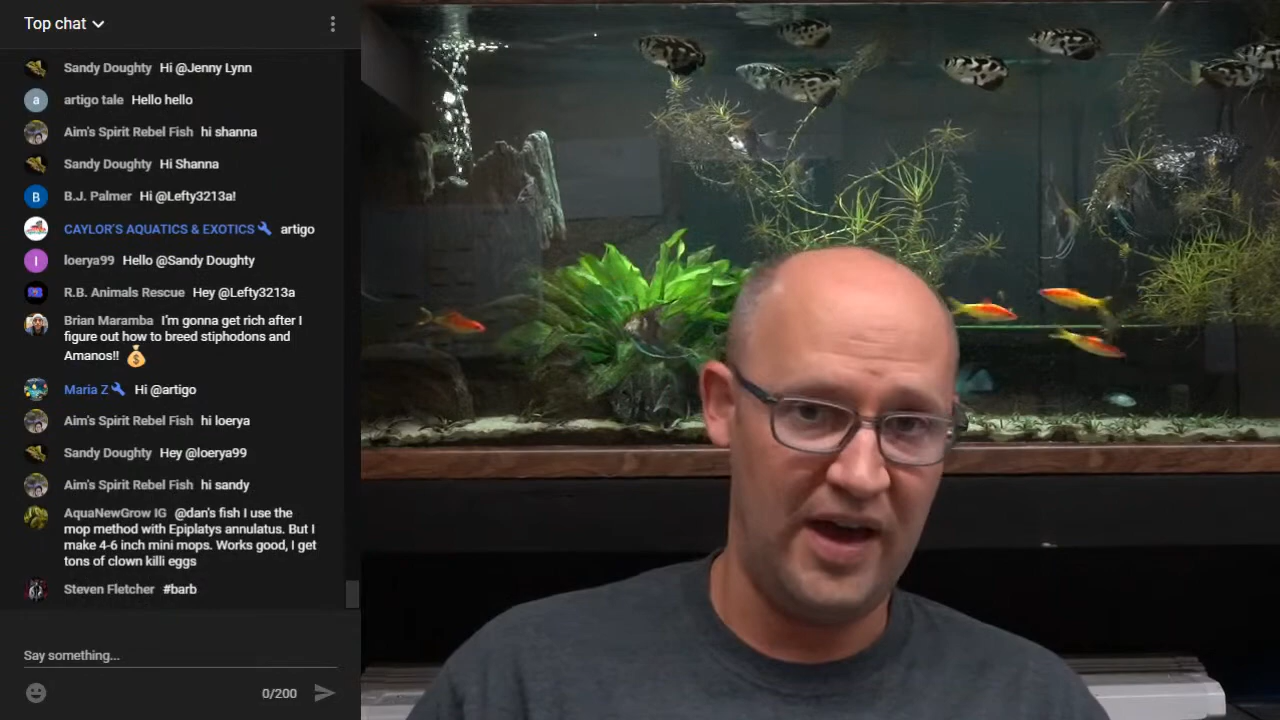 Top chat
Sandy Doughty Hi @Jenny Lynn
a artigo tale Hello hello
Aim's Spirit Rebel Fish hi shanna
Sandy Doughty Hi Shanna
B B.J. Palmer Hi @Lefty3213a!
CAYLOR'S AQUATICS & EXOTICS artigo
l loerya99 Hello @Sandy Doughty
R.B. Animals Rescue Hey @Lefty3213a
Brian Maramba I'm gonna get rich after I
figure out how to breed stiphodons and
Amanos!!
Maria Z Hi @artigo
Aim's Spirit Rebel Fish hi loerya
Sandy Doughty Hey @loerya99
Aim's Spirit Rebel Fish hi sandy
AquaNewGrow IG @dan's fish I use the
mop method with Epiplatys annulatus. But I
make 4-6 inch mini mops. Works good, I get
tons of clown killi eggs
Steven Fletcher #barb
Say something...
0/200